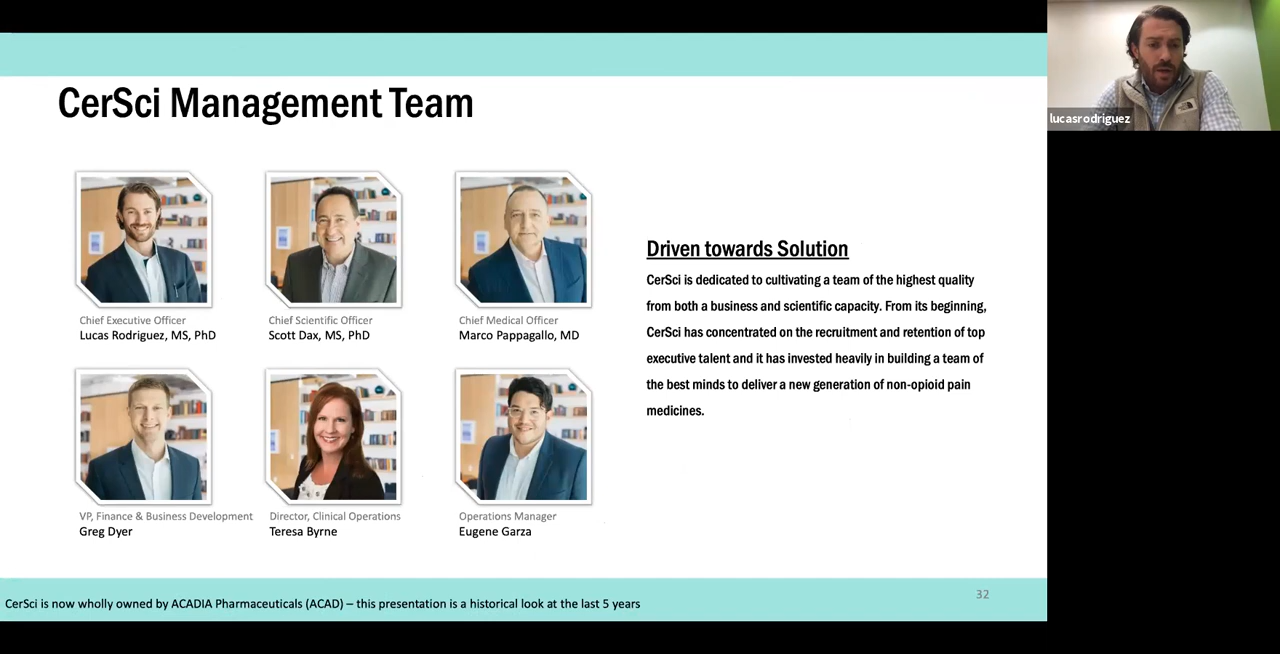 CerSci Management Team
lucasrodriguez
Chief Executive Officer
Lucas Rodriguez, MS, PhD
Chief Scientific Officer
Scott Dax, MS, PhD
Chief Medical Officer
Marco Pappagallo, MD
VP, Finance & Business Development
Greg Dyer
Director, Clinical Operations
Teresa Byrne
Operations Manager
Eugene Garza
Driven towards Solution
CerSci is dedicated to cultivating a team of the highest quality
from both a business and scientific capacity. From its beginning,
CerSci has concentrated on the recruitment and retention of top
executive talent and it has invested heavily in building a team of
the best minds to deliver a new generation of non-opioid pain
medicines.
CerSci is now wholly owned by ACADIA Pharmaceuticals (ACAD) – this presentation is a historical look at the last 5 years
32